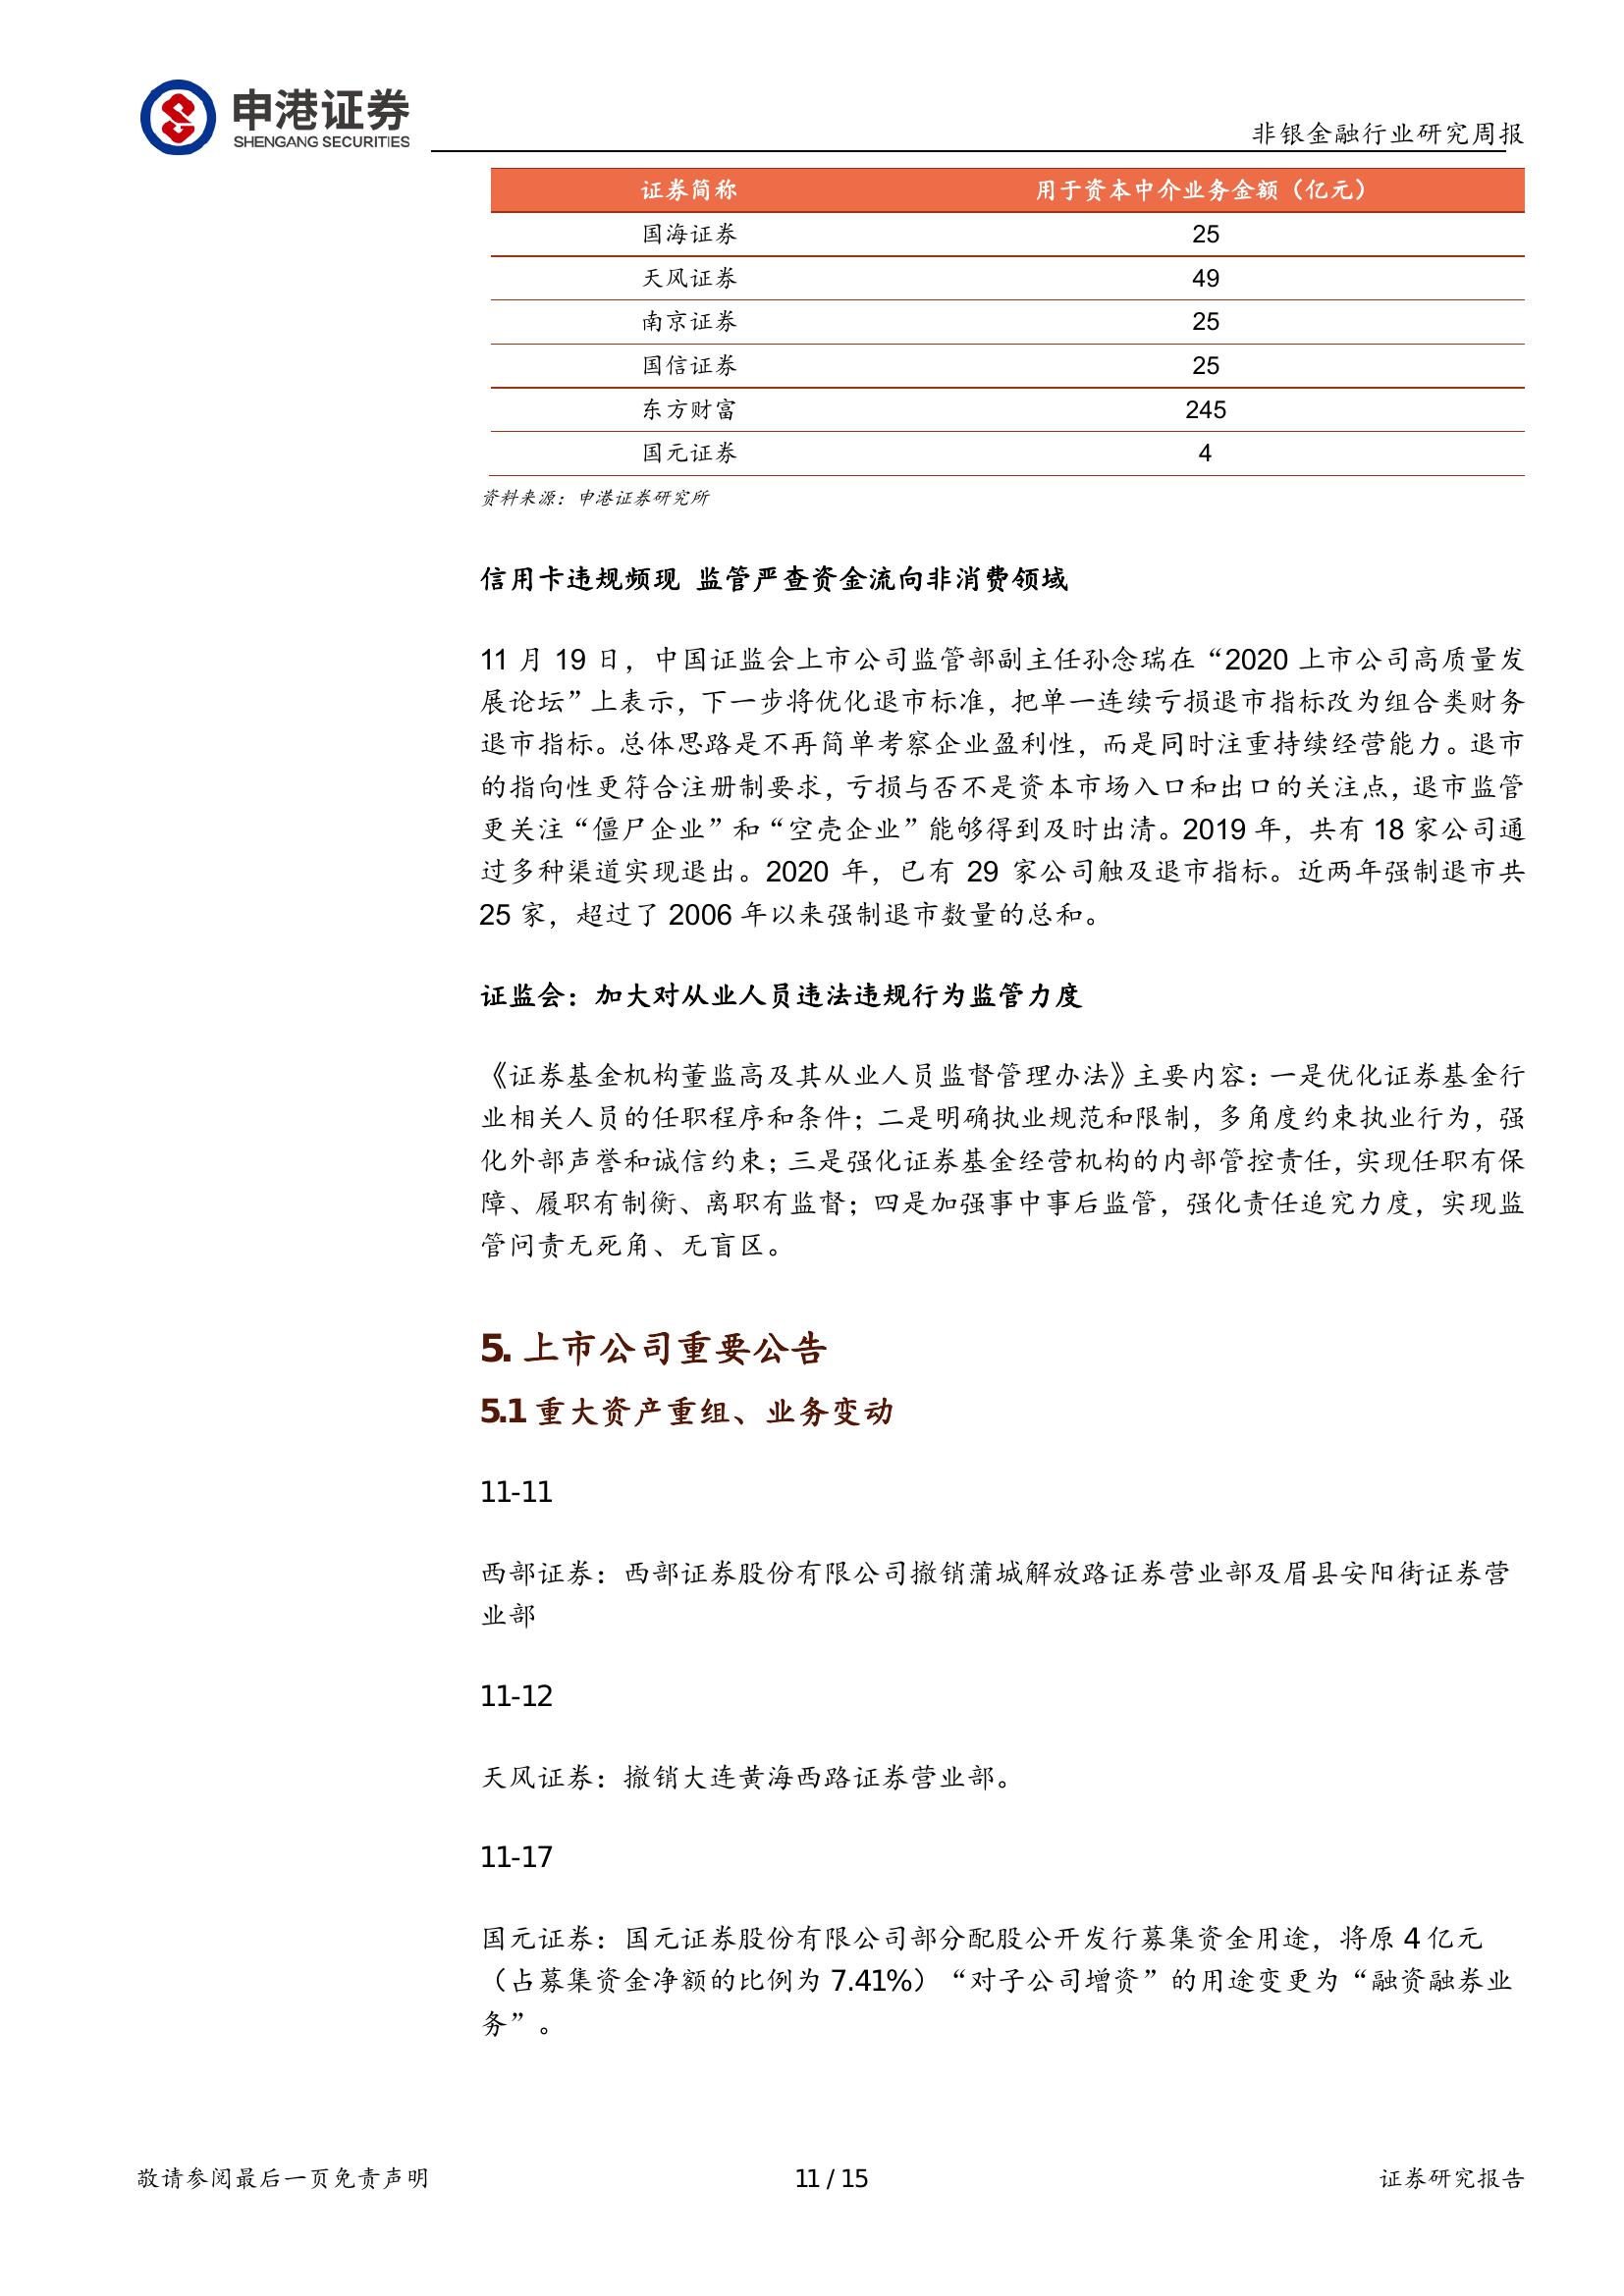 申港证券
SHENGANG SECURITIES
非银金融行业研究周报
证券简称 用于资本中介业务金额（亿元）
国海证券 25
天风证券 49
南京证券 25
国信证券 25
东方财富 245
国元证券 4
资料来源：申港证券研究所
信用卡违规频现 监管严查资金流向非消费领域
11 月 19 日，中国证监会上市公司监管部副主任孙念瑞在“2020 上市公司高质量发
展论坛”上表示，下一步将优化退市标准，把单一连续亏损退市指标改为组合类财务
退市指标。总体思路是不再简单考察企业盈利性，而是同时注重持续经营能力。退市
的指向性更符合注册制要求，亏损与否不是资本市场入口和出口的关注点，退市监管
更关注“僵尸企业”和“空壳企业”能够得到及时出清。2019 年，共有 18 家公司通
过多种渠道实现退出。2020 年，已有 29 家公司触及退市指标。近两年强制退市共
25 家，超过了 2006 年以来强制退市数量的总和。
证监会：加大对从业人员违法违规行为监管力度
《证券基金机构董监高及其从业人员监督管理办法》主要内容：一是优化证券基金行
业相关人员的任职程序和条件；二是明确执业规范和限制，多角度约束执业行为，强
化外部声誉和诚信约束；三是强化证券基金经营机构的内部管控责任，实现任职有保
障、履职有制衡、离职有监督；四是加强事中事后监管，强化责任追究力度，实现监
管问责无死角、无盲区。
5. 上市公司重要公告
5.1 重大资产重组、业务变动
11-11
西部证券：西部证券股份有限公司撤销蒲城解放路证券营业部及眉县安阳街证券营
业部
11-12
天风证券：撤销大连黄海西路证券营业部。
11-17
国元证券：国元证券股份有限公司部分配股公开发行募集资金用途，将原 4 亿元
（占募集资金净额的比例为 7.41%）“对子公司增资”的用途变更为“融资融券业
务”。
敬请参阅最后一页免责声明 11 / 15 证券研究报告